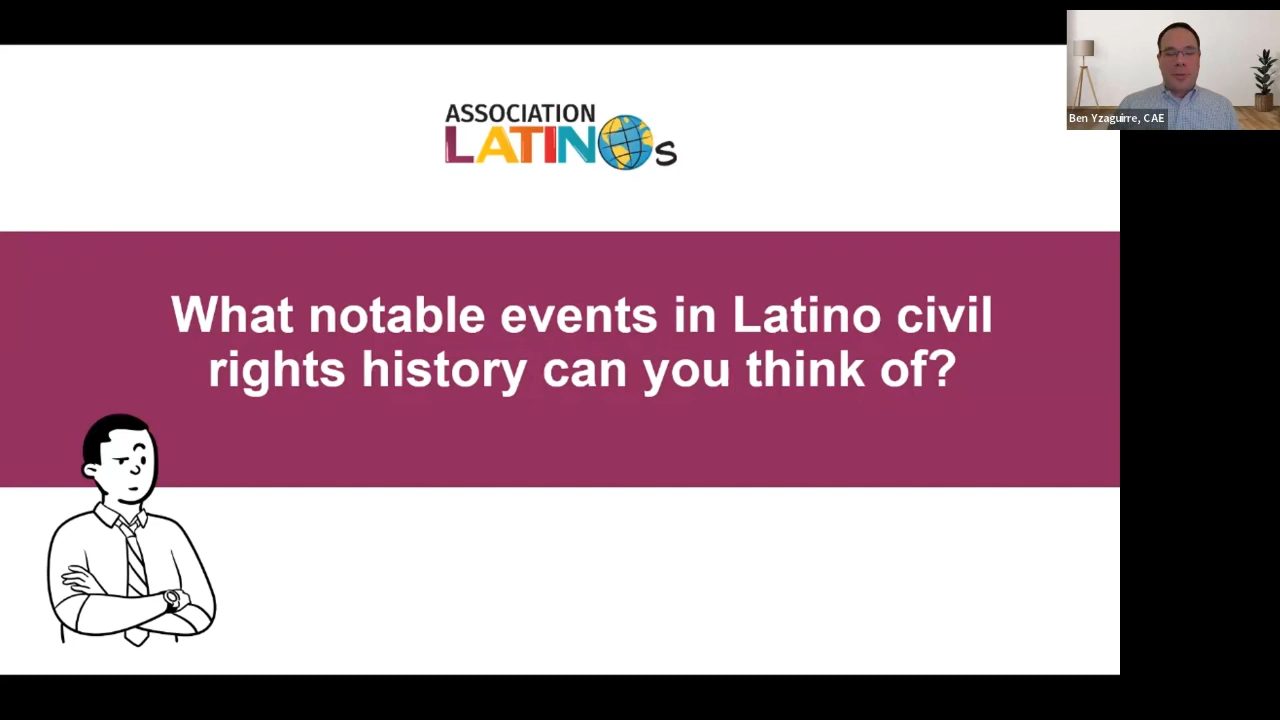 ASSOCIATION
LATINOs
What notable events in Latino civil
rights history can you think of?
Ben Yzaguirre, CAE